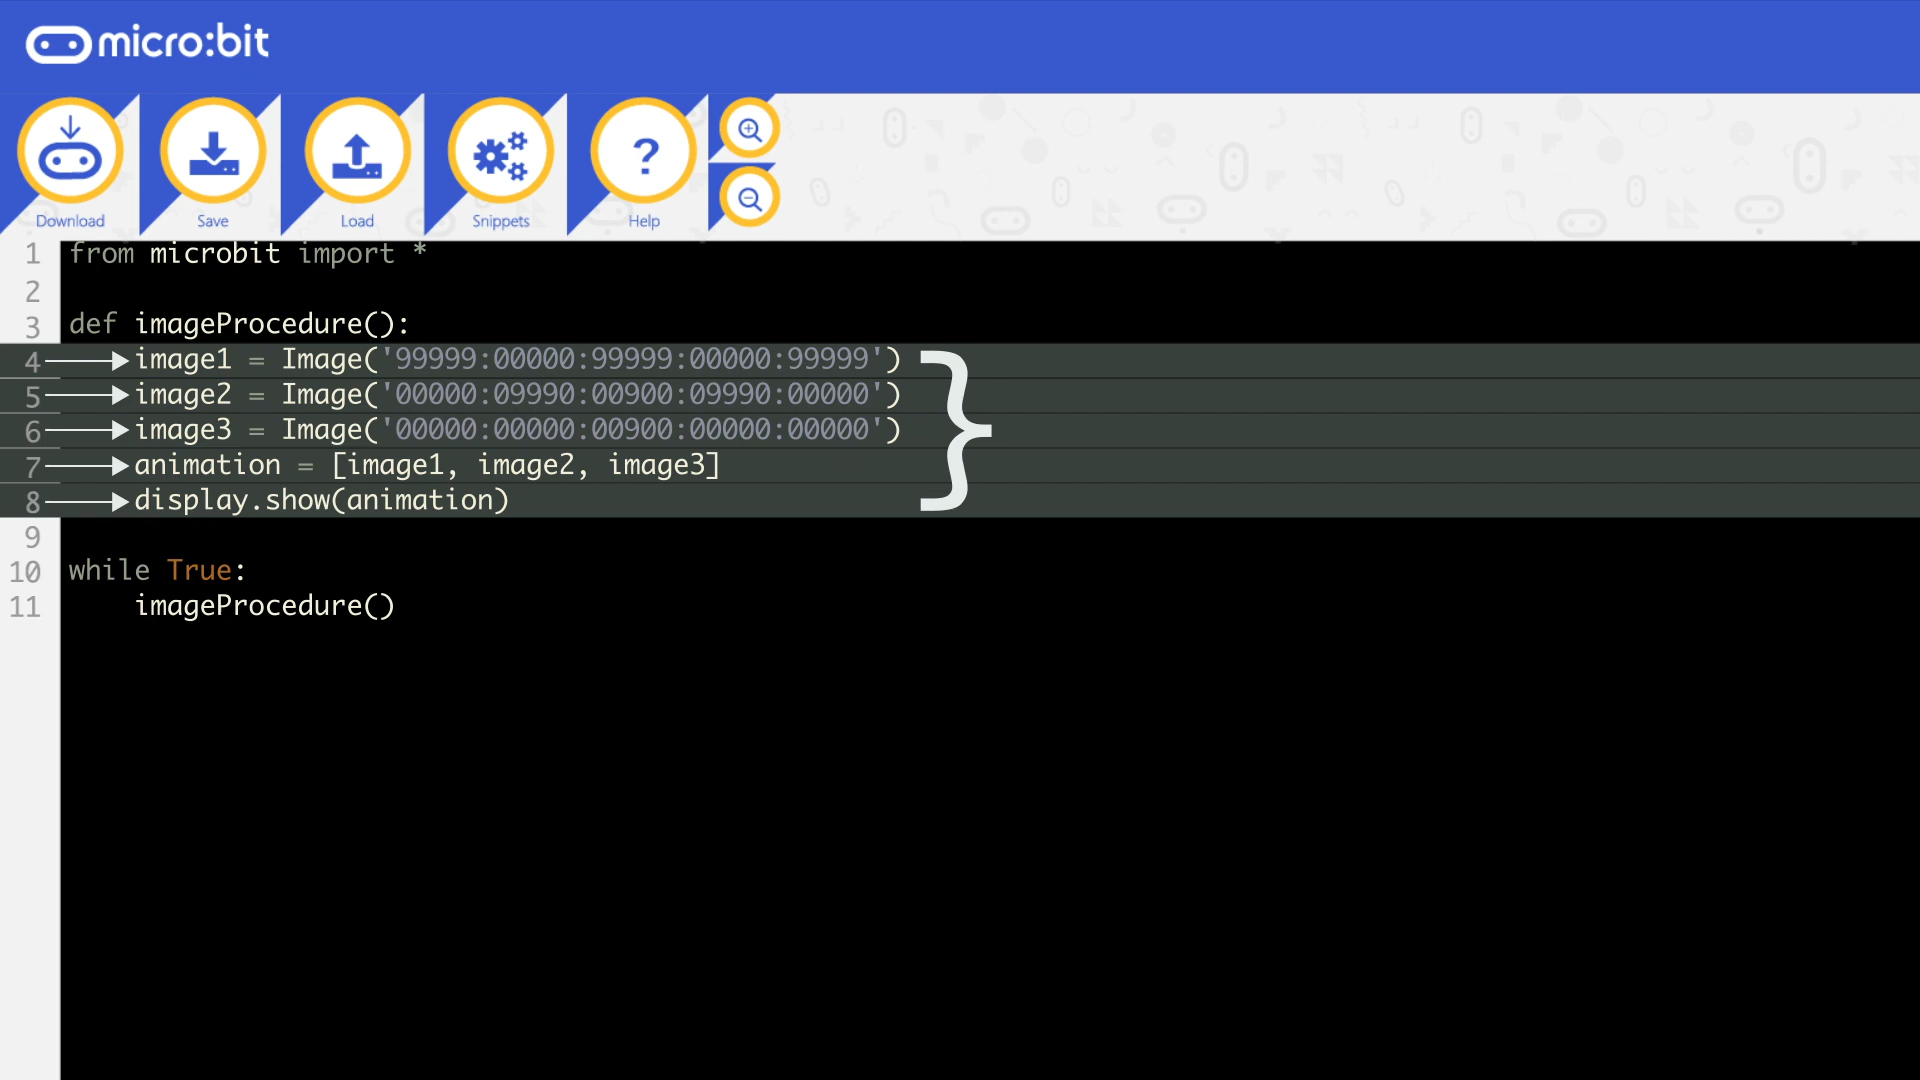 micro:bit
Download Save Load Snippets ? Help
1 from microbit import *
2
3 def imageProcedure():
4 image1 = Image('99999:00000:99999:00000:99999')
5 image2 = Image('00000:09990:00900:09990:00000')
6 image3 = Image('00000:00000:00900:00000:00000')
7 animation = [image1, image2, image3]
8 display.show(animation)
}
9
10 while True:
11 imageProcedure()